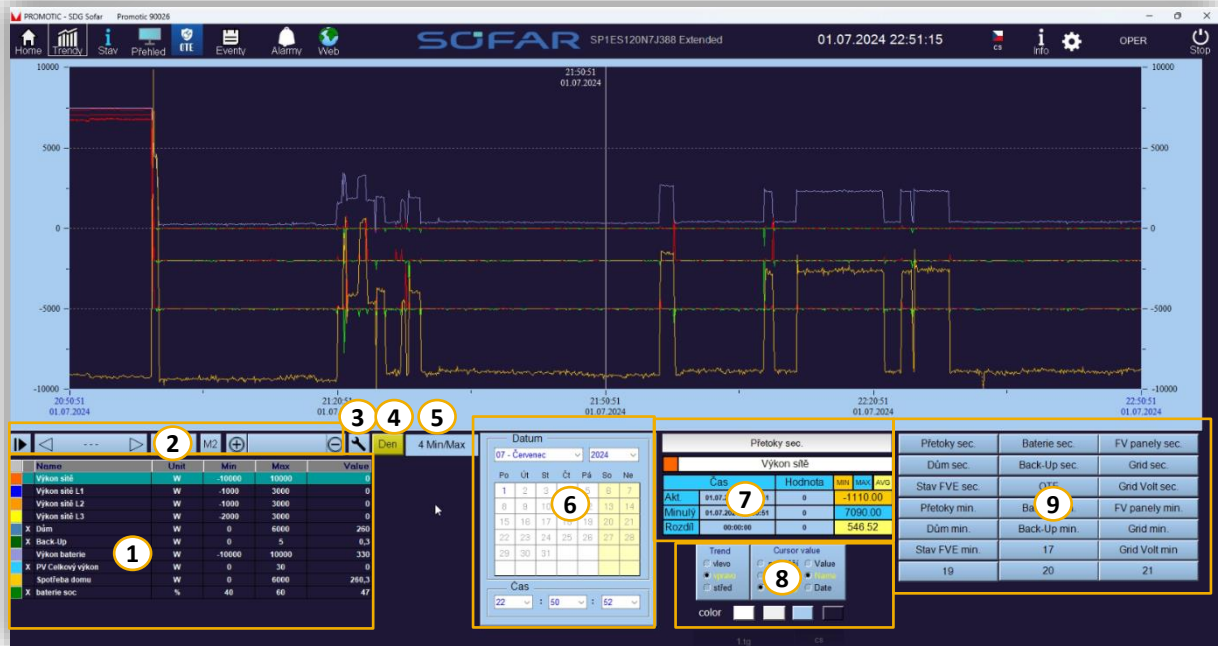 PROMOTIC - SDG Sofar Promotic 90026
Home Trendy Stav Přehled OTE Eventy Alarmy Web SOFAR SP1ES120N7J388 Extended 01.07.2024 22:51:15 cs Info OPER Stop
10000 21:50:51 10000
01.07.2024
5000 5000
0 0
-5000 -5000
-10000 -10000
20:50:51 21:20:51 21:50:51 22:20:51 22:50:51
01.07.2024 01.07.2024 01.07.2024 01.07.2024
3 4 5
--- 2 M2 Den 4 Min/Max
Name Unit Min Max Value
Výkon sítě W -10000 10000 0
Výkon sítě L1 W -1000 3000 0
Výkon sítě L2 W -1000 3000 0
Výkon sítě L3 W -2000 3000 0
X Dům W 0 6000 260
X Back-Up W 0 5 0,3
Výkon baterie W -10000 10000 330
X PV Celkový výkon W 0 30 0
Spotřeba domu W 0 6000 260,3
X baterie soc % 40 60 47
1
Datum
07 - Červenec 2024
Po Út St Čt Pá So Ne
1 2 3 4 5 6 7
8 9 10 13 14
15 16 17 18 19 20 21
22 23 24 25 26 27 28
29 30 31
6
Čas
22 : 50 : 52
Přetoky sec.
Výkon sítě
Čas Hodnota MIN MAX AVG
Akt. 0 -1110.00
Minulý 0 7090.00
Rozdíl 00:00:00 0 546.52
7
Trend Cursor value
vlevo Value
vpravo Name
střed Date
8
color
1 tg cs
Přetoky sec. Baterie sec. FV panely sec.
Dům sec. Back-Up sec. Grid sec.
Stav FVE sec. OTE Grid Volt sec.
Přetoky min. FV panely min.
9
Dům min. Back-Up min. Grid min.
Stav FVE min. 17 Grid Volt min
19 20 21